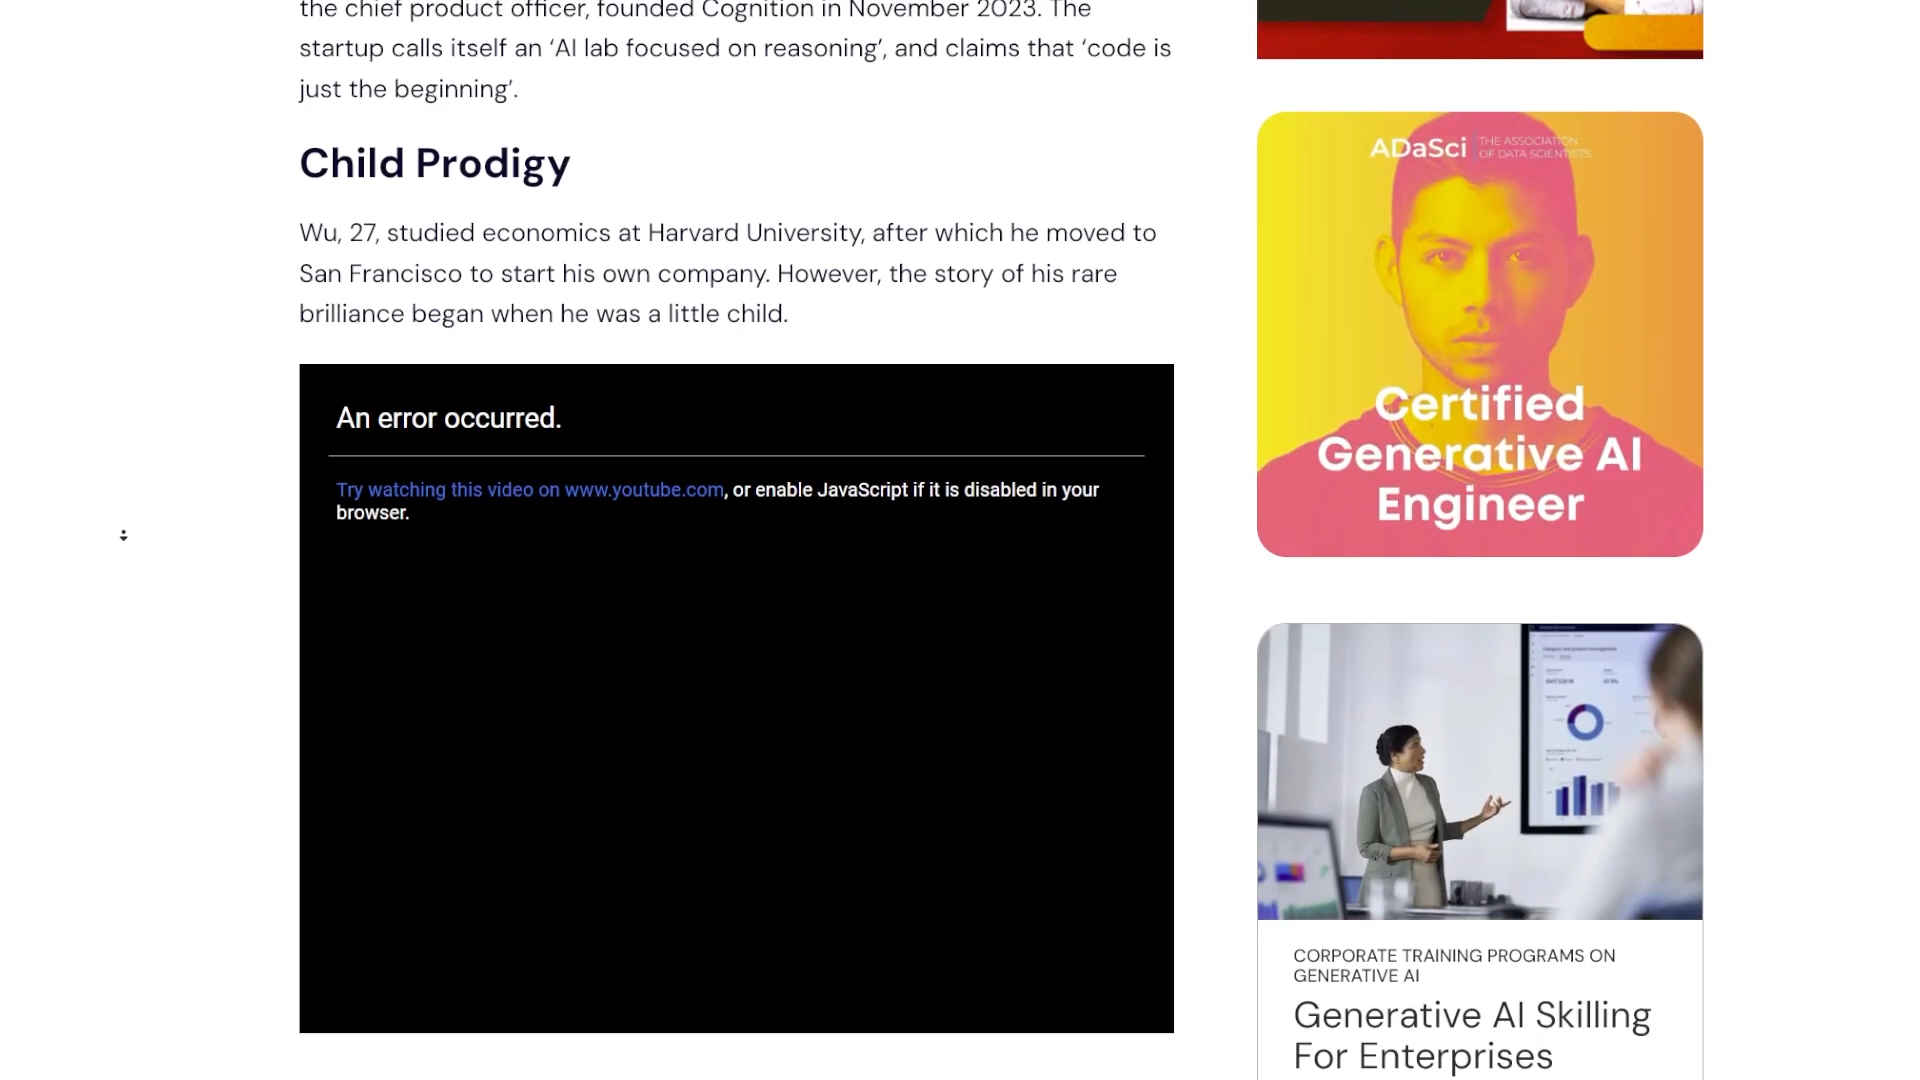 the chief product officer, founded Cognition in November 2023. The
startup calls itself an ‘AI lab focused on reasoning’, and claims that ‘code is
just the beginning’.
Child Prodigy
Wu, 27, studied economics at Harvard University, after which he moved to
San Francisco to start his own company. However, the story of his rare
brilliance began when he was a little child.
An error occurred.
Try watching this video on www.youtube.com, or enable JavaScript if it is disabled in your
browser.
ADaSci
THE ASSOCIATION
OF DATA SCIENTISTS
Certified
Generative AI
Engineer
CORPORATE TRAINING PROGRAMS ON
GENERATIVE AI
Generative AI Skilling
For Enterprises